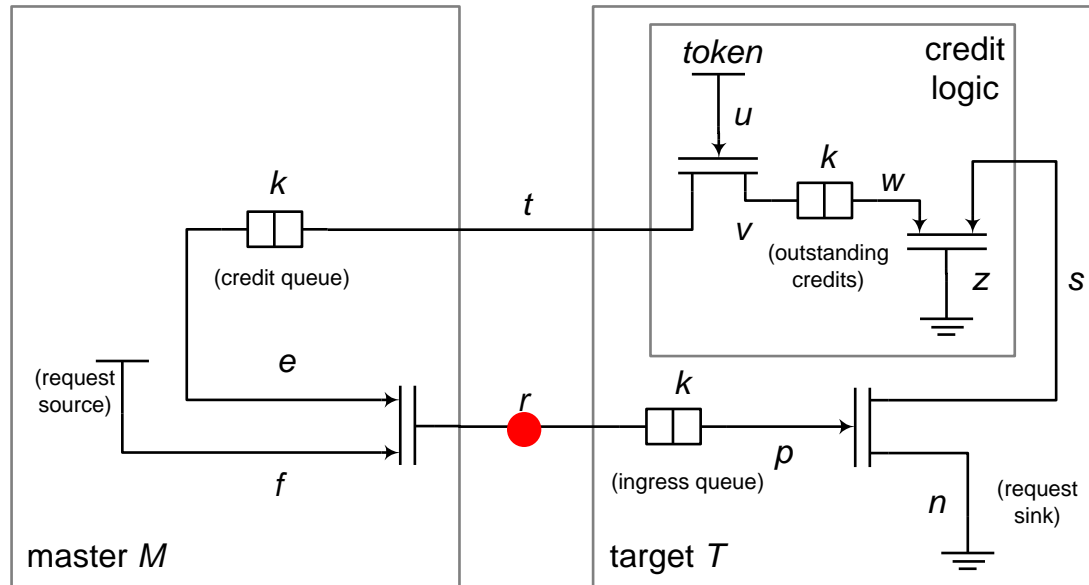 token
credit
logic
u
k
k
w
t
v
(outstanding
credits)
z
s
(credit queue)
(request
source)
e
r
k
f
(ingress queue)
p
n
(request
sink)
master M
target T